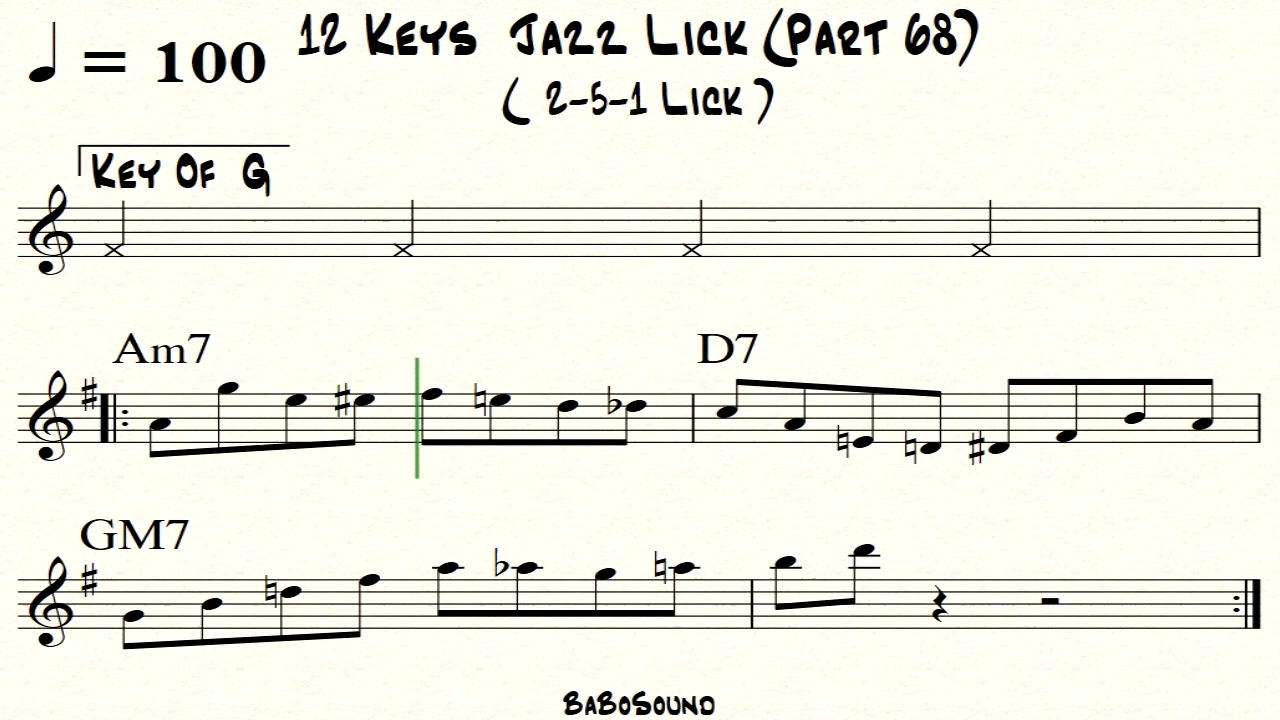 ♩ = 100 12 Keys Jazz Lick (Part 68)
( 2-5-1 Lick )
Key Of G
Am7 D7
GM7
BaBoSound